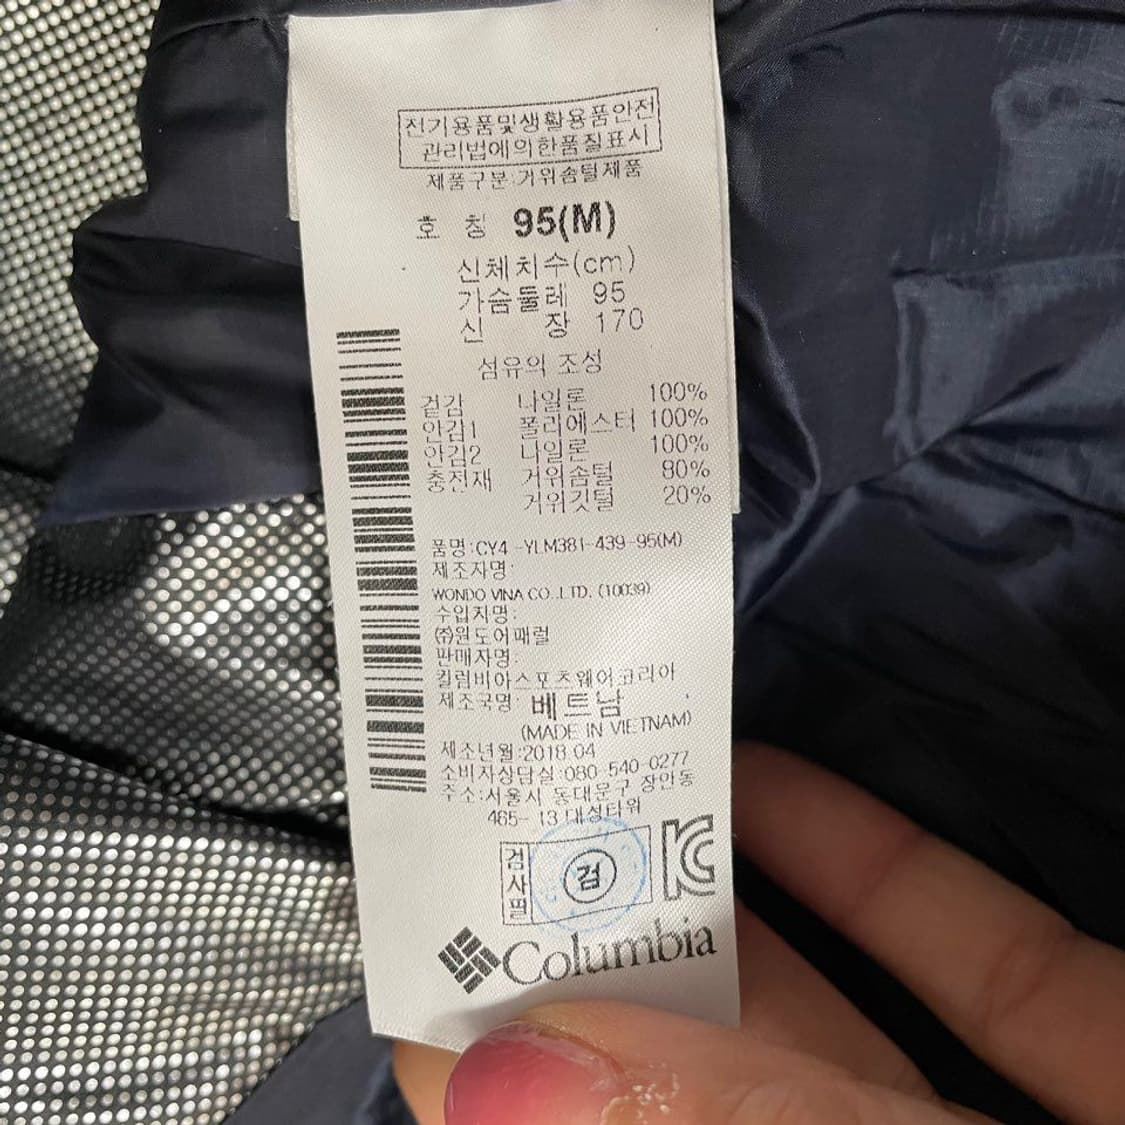 전기용품및생활용품안전
관리법에의한품질표시
제품구분:거위솜털제품
호 칭 95(M)
신체치수(cm)
가슴둘레 95
신 장 170
섬유의 조성
겉감 나일론 100%
안감1 폴리에스터 100%
안감2 나일론 100%
충전재 거위솜털 80%
거위깃털 20%
품명:CY4 -YLM381-439-95(M)
제조자명:
WONDO VINA CO.,LTD. (10039)
수입자명:
㈜원도어패럴
판매자명:
컬럼비아스포츠웨어코리아
제조국명: 베트남
(MADE IN VIETNAM)
제조년월:2018.04
소비자상담실:080-540-0277
주소:서울시 동대문구 장안동
465-13 대성타워
검사필 검
KC
Columbia